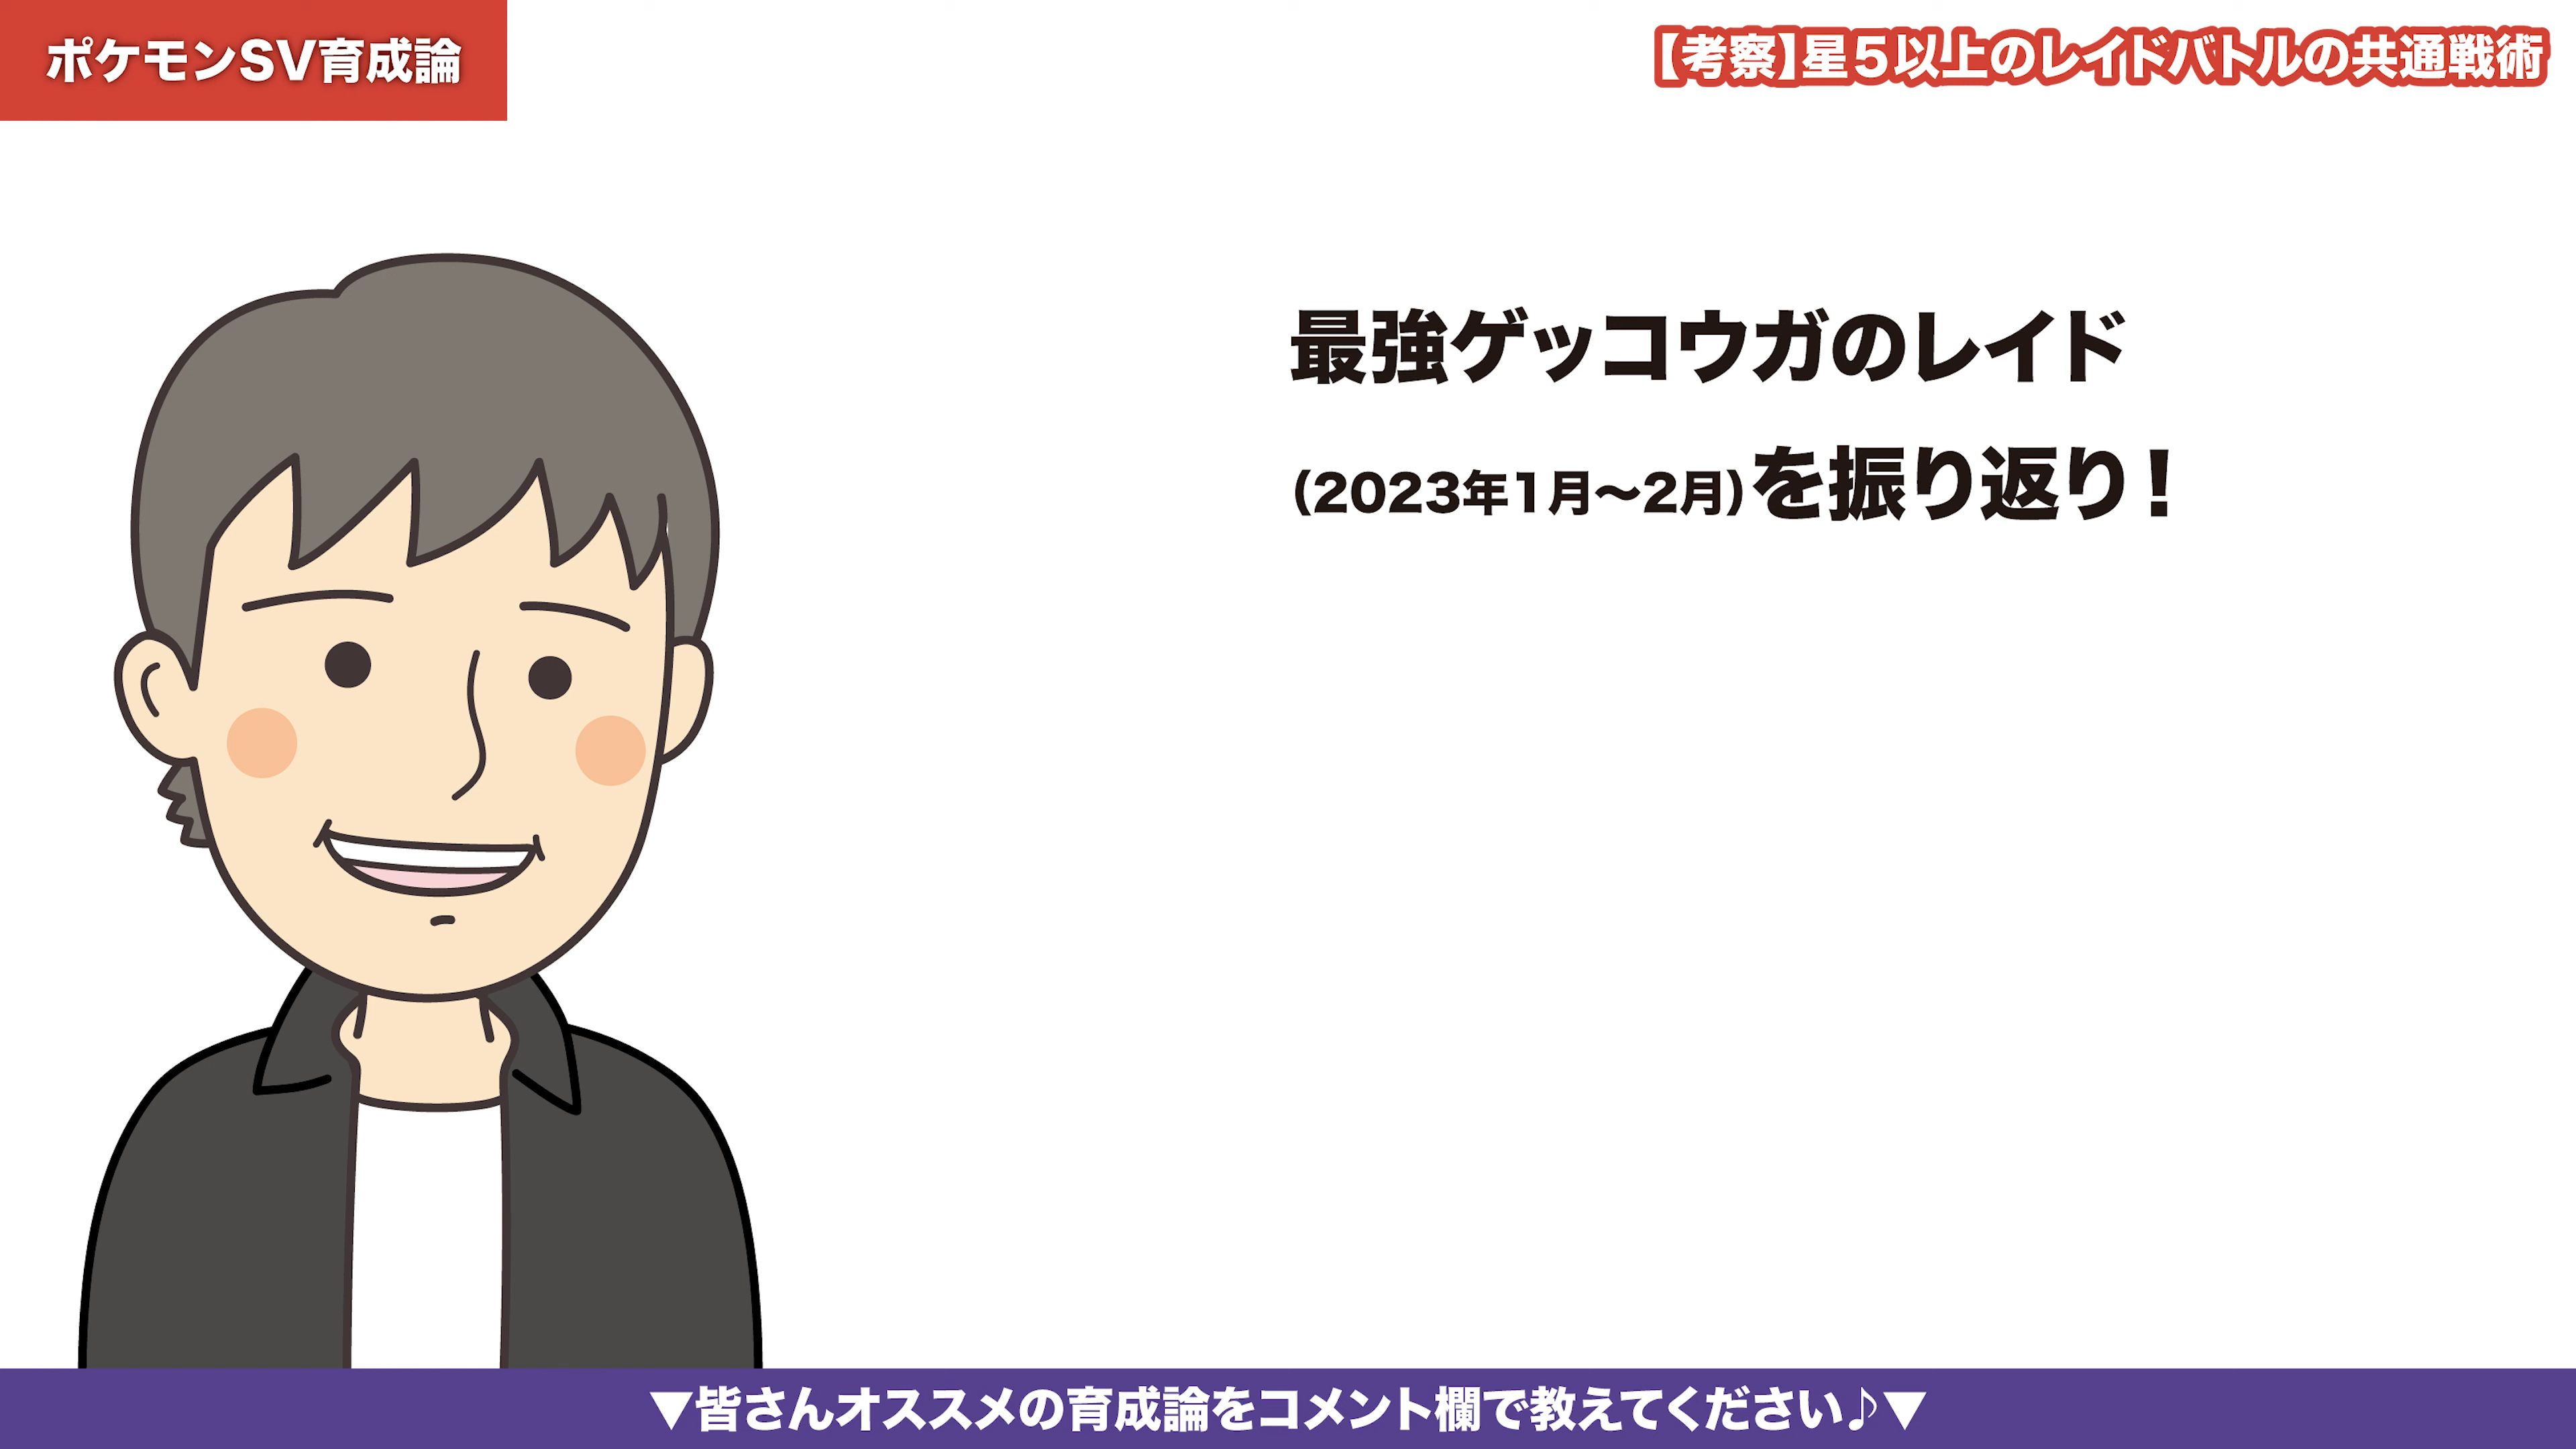 ポケモンSV育成論
【考察】星5以上のレイドバトルの共通戦術
最強ゲッコウガのレイド
(2023年1月〜2月)を振り返り!
▼皆さんオススメの育成論をコメント欄で教えてください♪▼